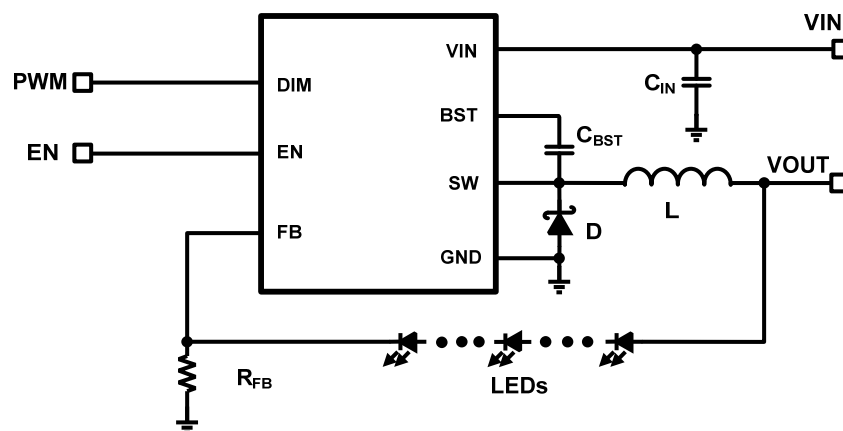 VIN
VIN
PWM
DIM
C_IN
BST
C_BST
EN
EN
SW
VOUT
L
FB
D
GND
R_FB
LEDs